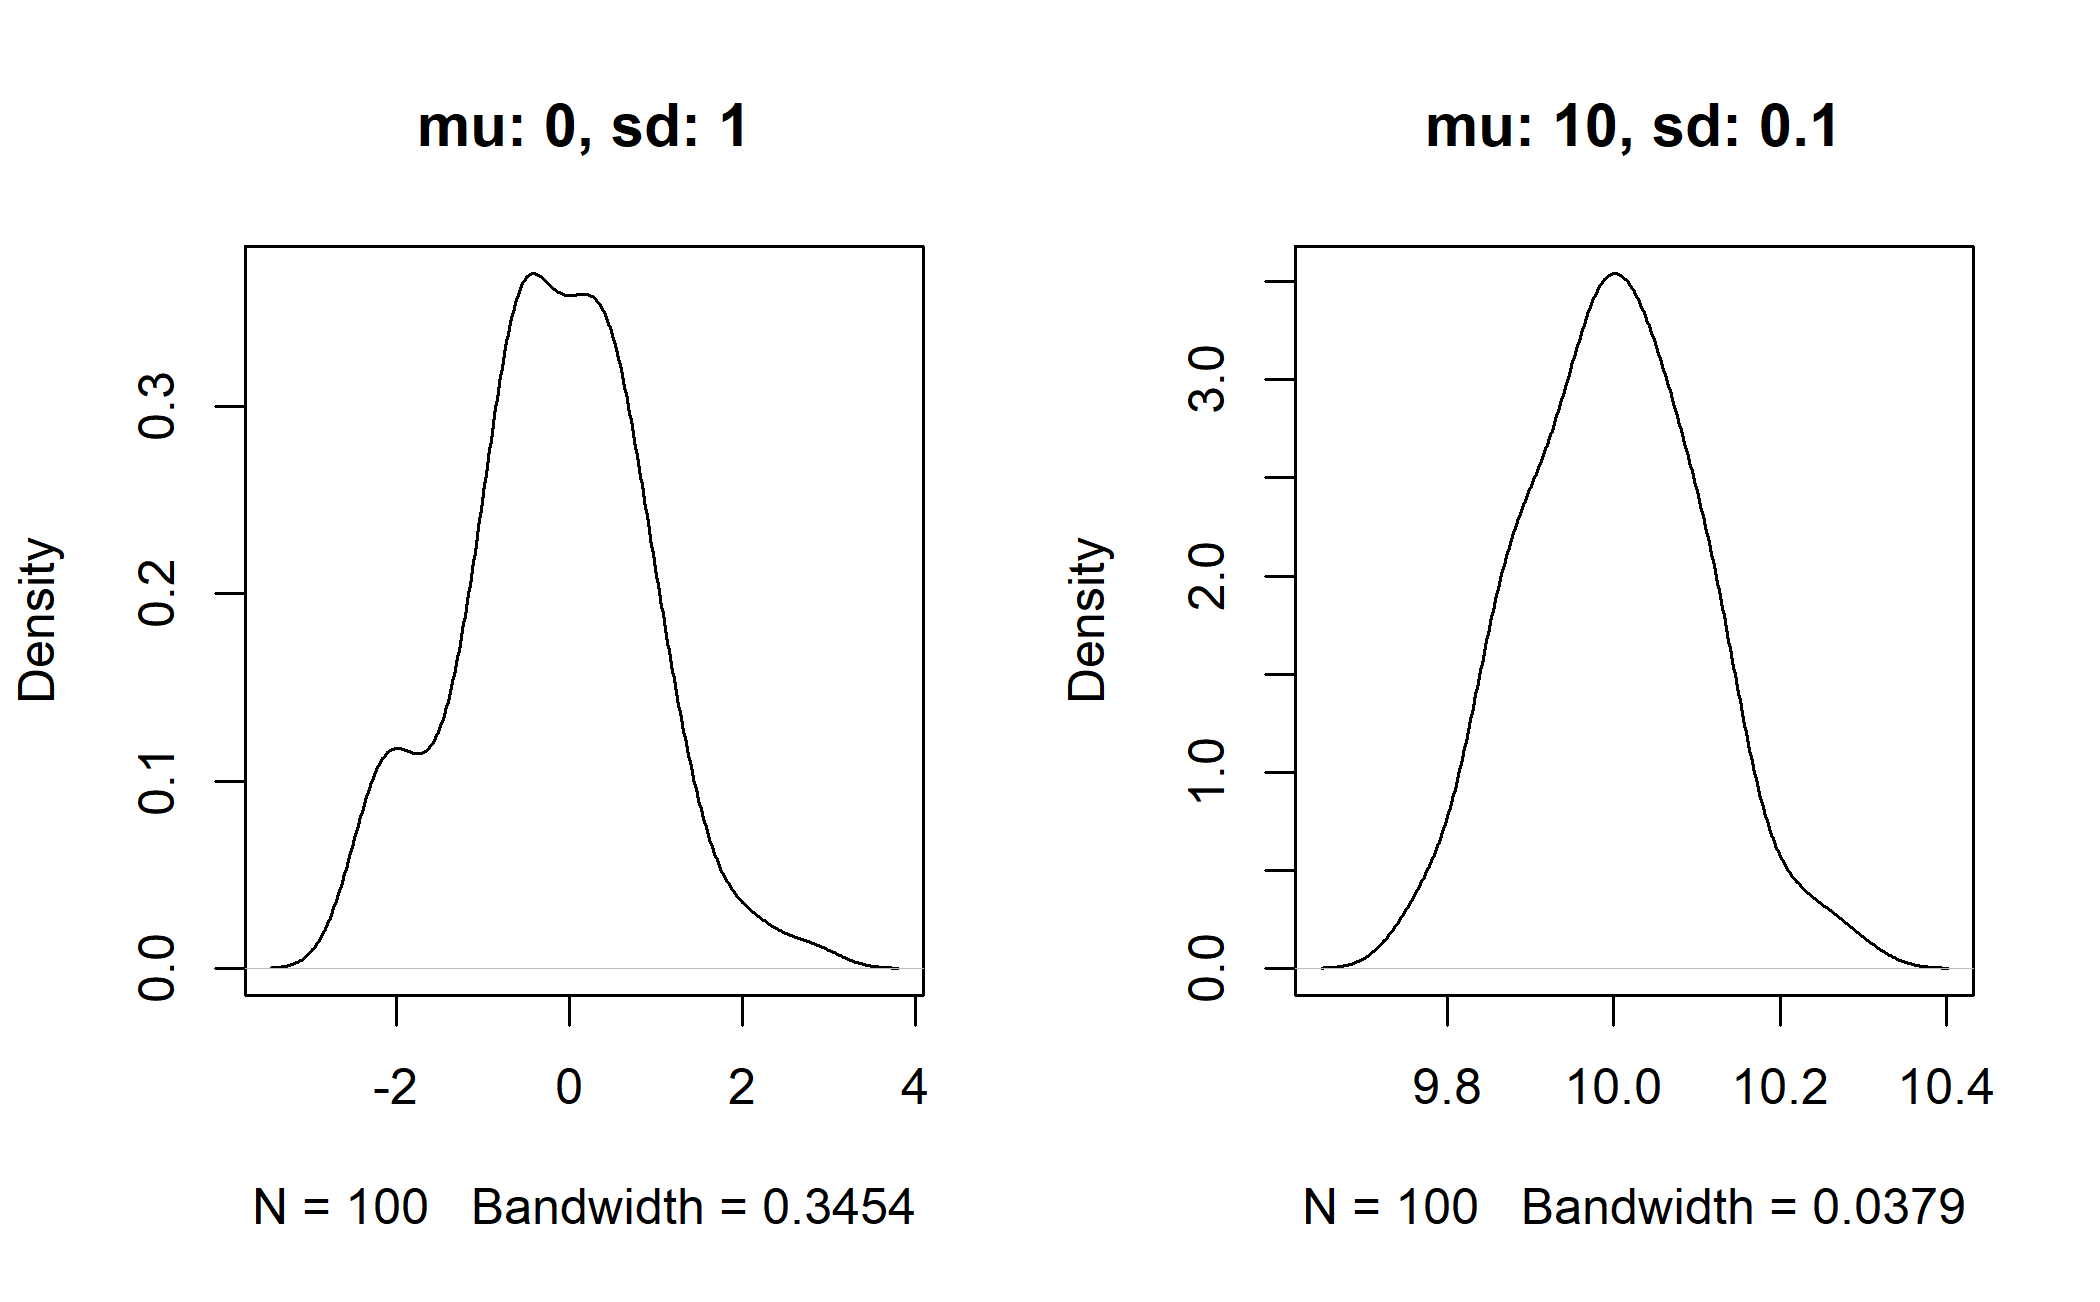 mu: 0, sd: 1
Density
0.0 0.1 0.2 0.3
-2 0 2 4
N = 100 Bandwidth = 0.3454
mu: 10, sd: 0.1
Density
0.0 1.0 2.0 3.0
9.8 10.0 10.2 10.4
N = 100 Bandwidth = 0.0379